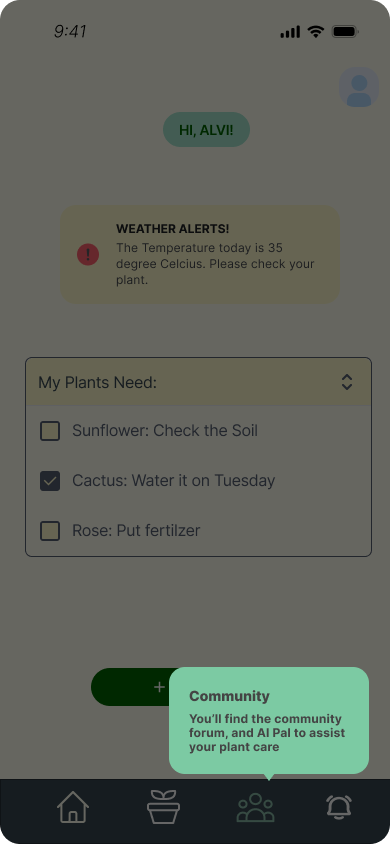 9:41
HI, ALVI!
WEATHER ALERTS!
The Temperature today is 35
degree Celcius. Please check your
plant.
My Plants Need:
Sunflower: Check the Soil
Cactus: Water it on Tuesday
Rose: Put fertilzer
+
Community
You'll find the community
forum, and AI Pal to assist
your plant care